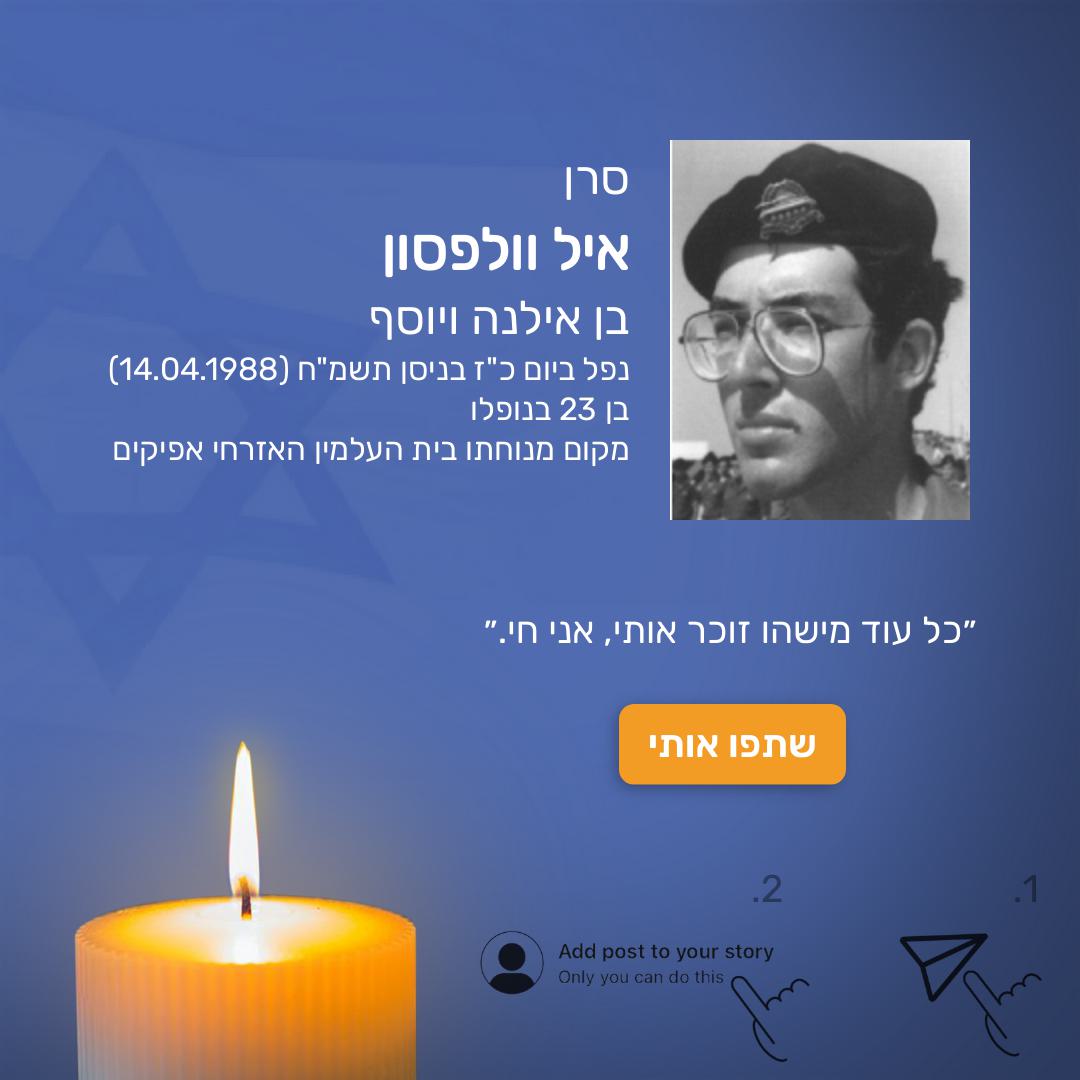 סרן
איל וולפסון
בן אילנה ויוסף
נפל ביום כ"ז בניסן תשמ"ח (14.04.1988)
בן 23 בנופלו
מקום מנוחתו בית העלמין האזרחי אפיקים
״כל עוד מישהו זוכר אותי, אני חי.״
שתפו אותי
1.
2.
Add post to your story
Only you can do this